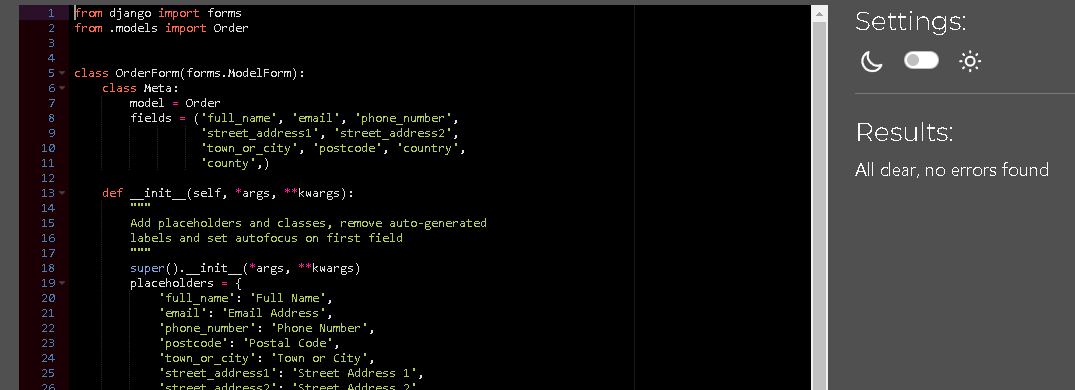 1 from django import forms
2 from .models import Order
3
4
5 class OrderForm(forms.ModelForm):
6 class Meta:
7 model = Order
8 fields = ('full_name', 'email', 'phone_number',
9 'street_address1', 'street_address2',
10 'town_or_city', 'postcode', 'country',
11 'county',)
12
13 def __init__(self, *args, **kwargs):
14 """
15 Add placeholders and classes, remove auto-generated
16 labels and set autofocus on first field
17 """
18 super().__init__(*args, **kwargs)
19 placeholders = {
20 'full_name': 'Full Name',
21 'email': 'Email Address',
22 'phone_number': 'Phone Number',
23 'postcode': 'Postal Code',
24 'town_or_city': 'Town or City',
25 'street_address1': 'Street Address 1',
26 'street_address2': 'Street Address 2'
Settings:
Results:
All clear, no errors found